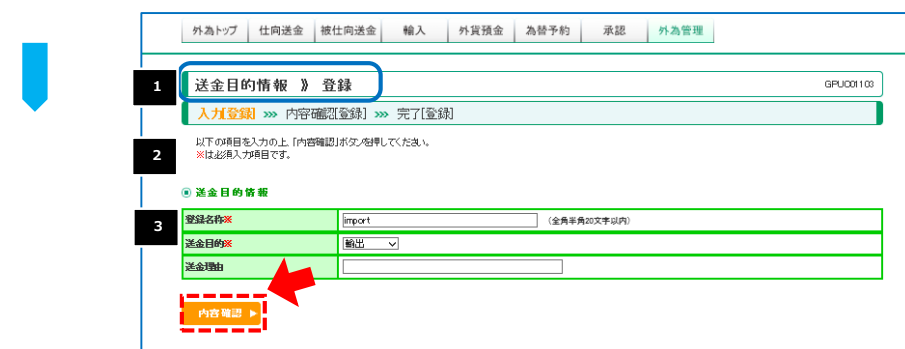 外為トップ 仕向送金 被仕向送金 輸入 外貨預金 為替予約 承認 外為管理
1 送金目的情報 》 登録 GPUC01103
入力[登録] >>> 内容確認[登録] >>> 完了[登録]
以下の項目を入力の上、「内容確認」ボタンを押してください。
2 ※は必須入力項目です。
送金目的情報
3 登録名称※ import (全角半角20文字以内)
送金目的※ 輸出
送金理由
内容確認